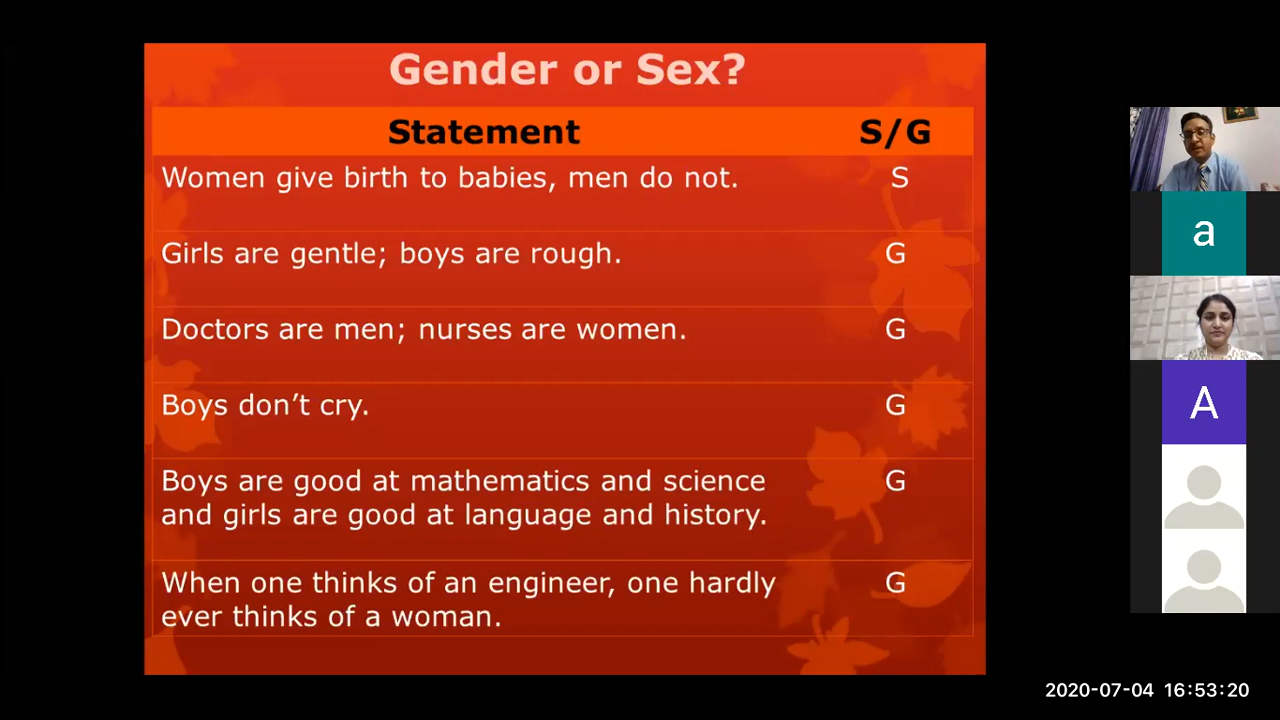 Gender or Sex?
Statement S/G
Women give birth to babies, men do not. S
Girls are gentle; boys are rough. G
Doctors are men; nurses are women. G
Boys don’t cry. G
Boys are good at mathematics and science G
and girls are good at language and history.
When one thinks of an engineer, one hardly G
ever thinks of a woman.
a
A
2020-07-04 16:53:20